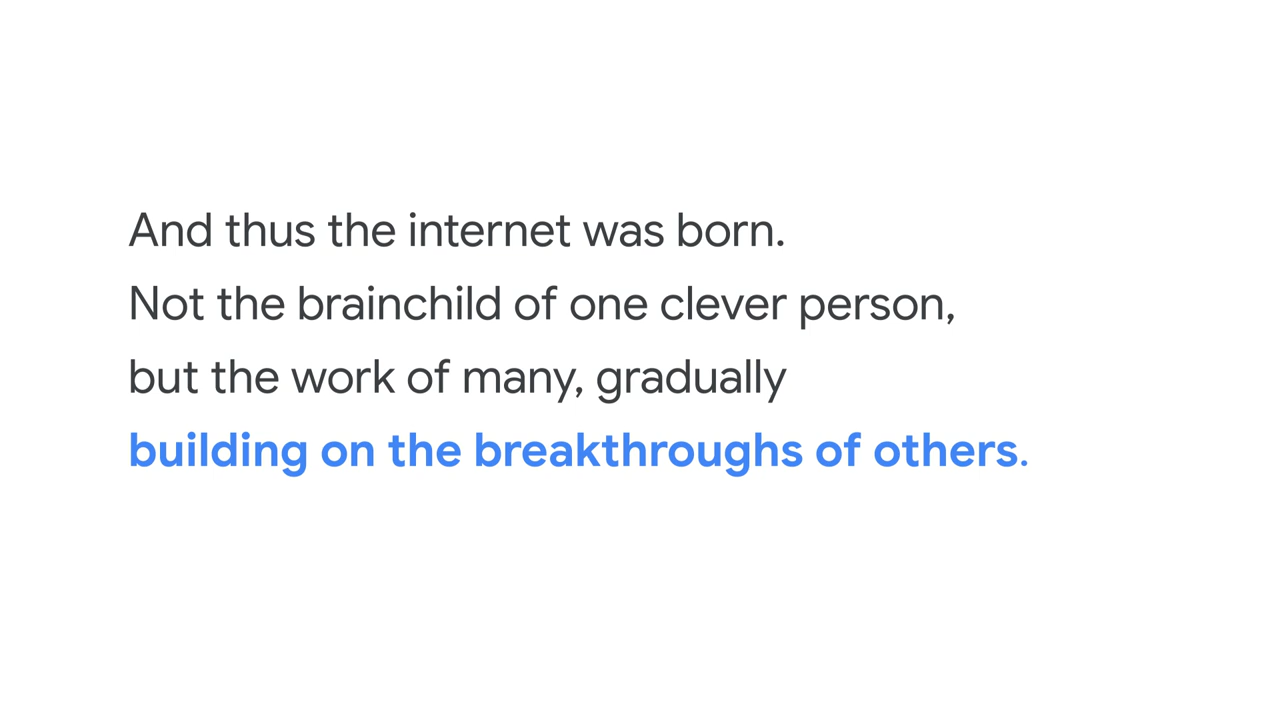 And thus the internet was born.
Not the brainchild of one clever person,
but the work of many, gradually
building on the breakthroughs of others.